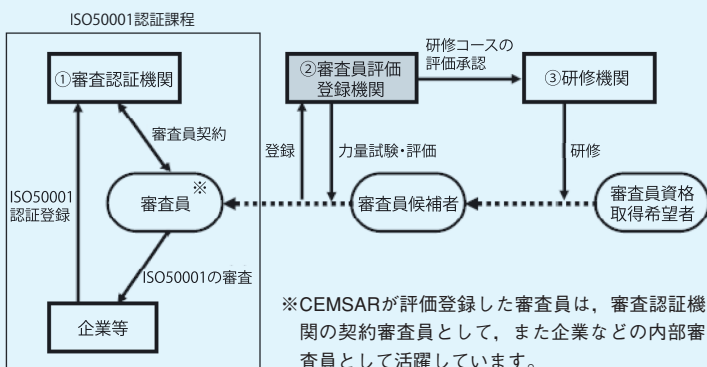 ISO50001認証課程
①審査認証機関
審査員契約
ISO50001
認証登録
審査員
※
ISO50001の審査
企業等
②審査員評価
登録機関
研修コースの
評価承認
③研修機関
登録
力量試験・評価
研修
審査員候補者
審査員資格
取得希望者
※CEMSARが評価登録した審査員は，審査認証機
関の契約審査員として，また企業などの内部審
査員として活躍しています。